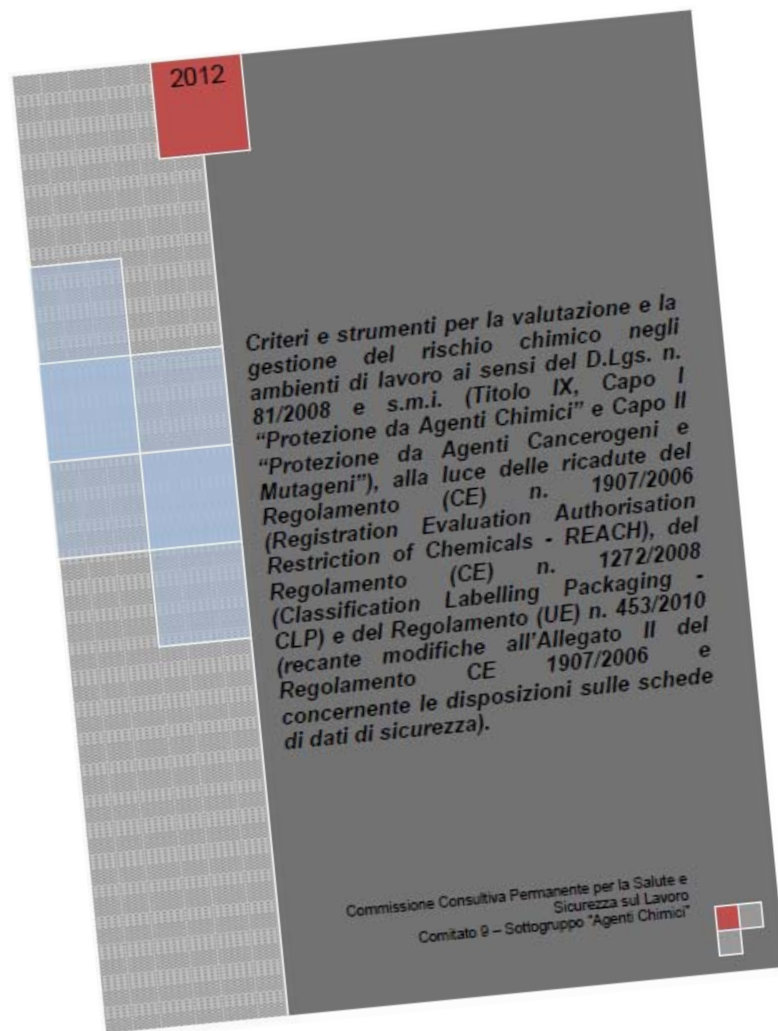 2012
Criteri e strumenti per la valutazione e la
gestione del rischio chimico negli
ambienti di lavoro ai sensi del D.Lgs. n.
81/2008 e s.m.i. (Titolo IX, Capo I
“Protezione da Agenti Chimici” e Capo II
“Protezione da Agenti Cancerogeni e
Mutageni”), alla luce delle ricadute del
Regolamento (CE) n. 1907/2006
(Registration Evaluation Authorisation
Restriction of Chemicals - REACH), del
Regolamento (CE) n. 1272/2008
(Classification Labelling Packaging -
CLP) e del Regolamento (UE) n. 453/2010
(recante modifiche all’Allegato II del
Regolamento CE 1907/2006 e
concernente le disposizioni sulle schede
di dati di sicurezza).
Commissione Consultiva Permanente per la Salute e
Sicurezza sul Lavoro
Comitato 9 – Sottogruppo “Agenti Chimici”